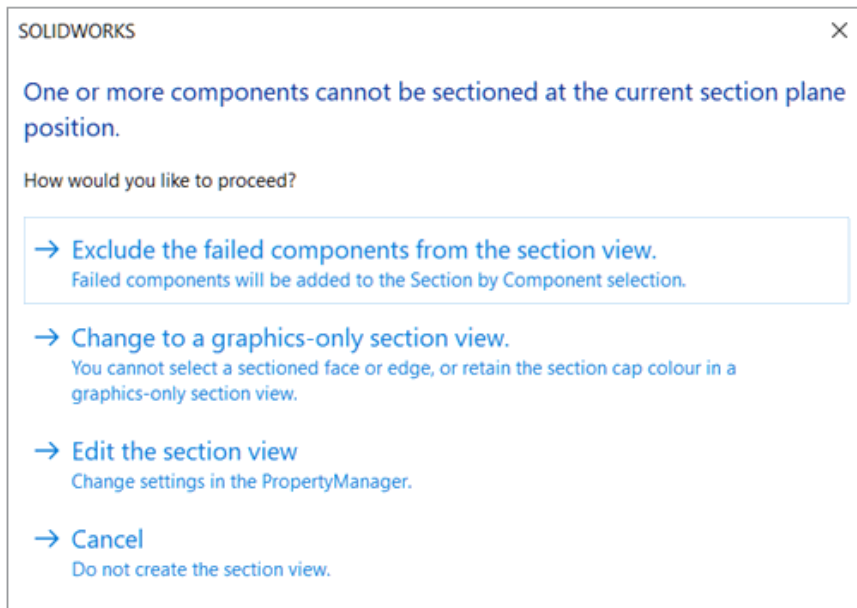 SOLIDWORKS
One or more components cannot be sectioned at the current section plane
position.
How would you like to proceed?
→ Exclude the failed components from the section view.
Failed components will be added to the Section by Component selection.
→ Change to a graphics-only section view.
You cannot select a sectioned face or edge, or retain the section cap colour in a
graphics-only section view.
→ Edit the section view
Change settings in the PropertyManager.
→ Cancel
Do not create the section view.